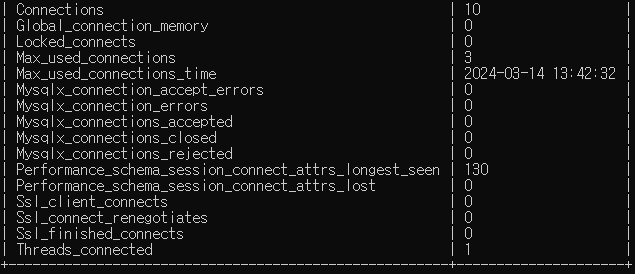 | Connections | 10 |
| Global_connection_memory | 0 |
| Locked_connects | 0 |
| Max_used_connections | 3 |
| Max_used_connections_time | 2024-03-14 13:42:32 |
| Mysqlx_connection_accept_errors | 0 |
| Mysqlx_connection_errors | 0 |
| Mysqlx_connections_accepted | 0 |
| Mysqlx_connections_closed | 0 |
| Mysqlx_connections_rejected | 0 |
| Performance_schema_session_connect_attrs_longest_seen | 130 |
| Performance_schema_session_connect_attrs_lost | 0 |
| Ssl_client_connects | 0 |
| Ssl_connect_renegotiates | 0 |
| Ssl_finished_connects | 0 |
| Threads_connected | 1 |